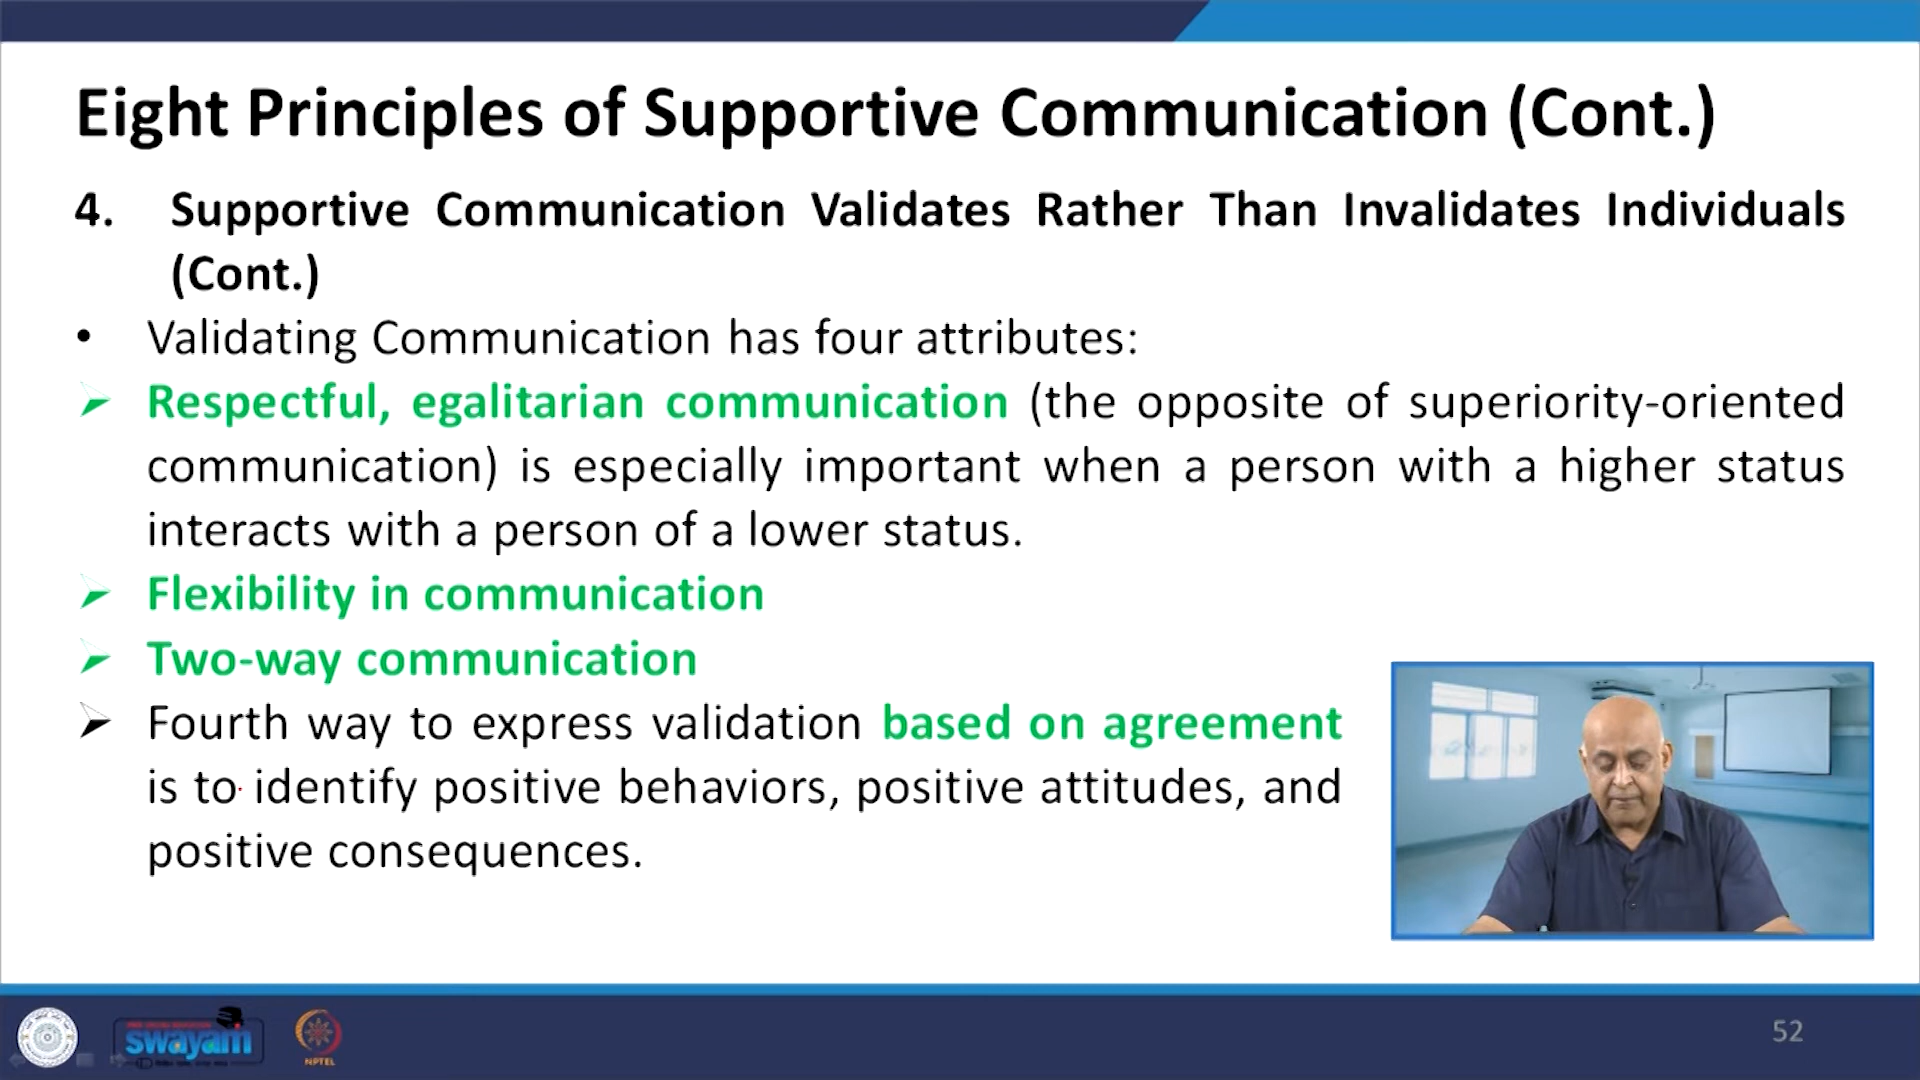 Eight Principles of Supportive Communication (Cont.)
4. Supportive Communication Validates Rather Than Invalidates Individuals
(Cont.)
• Validating Communication has four attributes:
➢ Respectful, egalitarian communication (the opposite of superiority-oriented
communication) is especially important when a person with a higher status
interacts with a person of a lower status.
➢ Flexibility in communication
➢ Two-way communication
➢ Fourth way to express validation based on agreement
is to identify positive behaviors, positive attitudes, and
positive consequences.
swayam
NPTEL
52